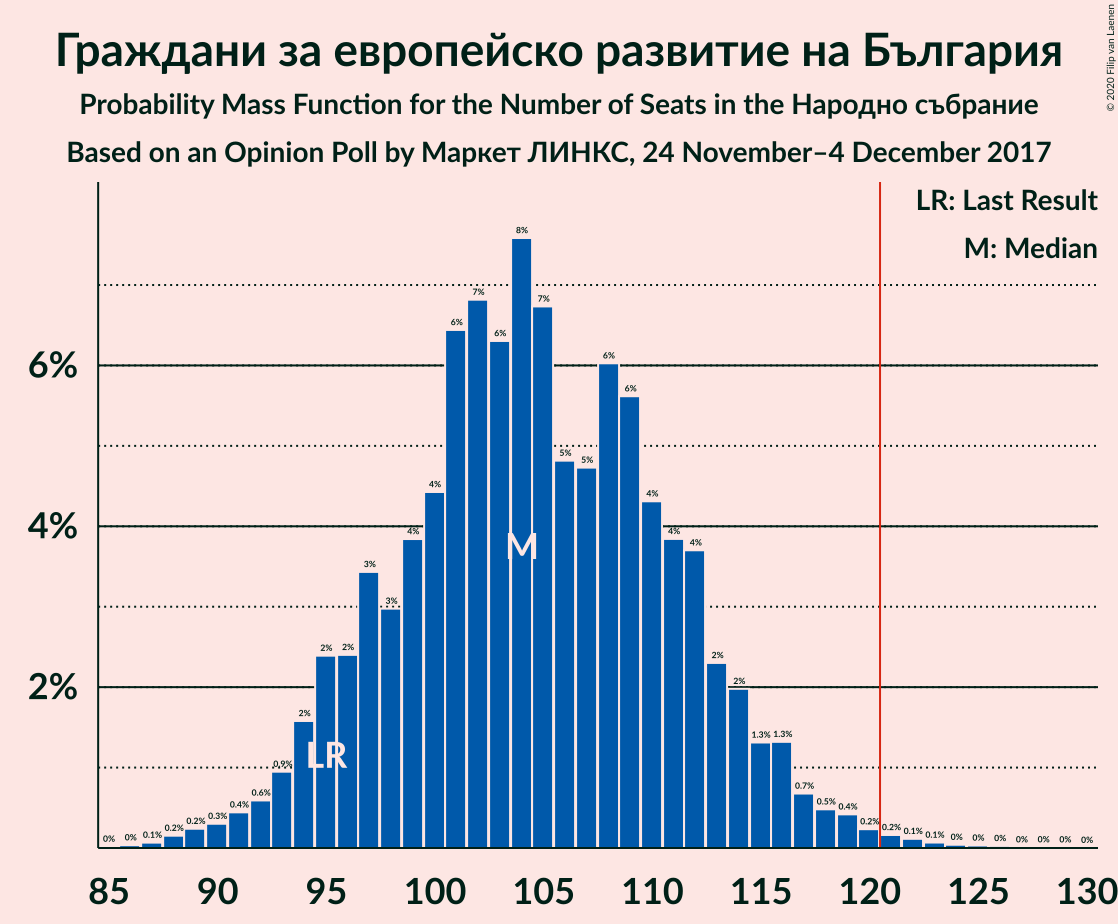 Граждани за европейско развитие на България
Probability Mass Function for the Number of Seats in the Народно събрание
Based on an Opinion Poll by Маркет ЛИНКС, 24 November–4 December 2017
© 2020 Filip van Laenen
LR: Last Result
M: Median
6%
4%
2%
0% 0% 0.1% 0.2% 0.2% 0.3% 0.4% 0.6% 0.9% 2% 2% 2% 3% 3% 4% 4% 6% 7% 6% 8% 7% 5% 5% 6% 6% 4% 4% 4% 2% 2% 1.3% 1.3% 0.7% 0.5% 0.4% 0.2% 0.2% 0.1% 0.1% 0% 0% 0% 0% 0% 0% 0%
M
LR
85 90 95 100 105 110 115 120 125 130